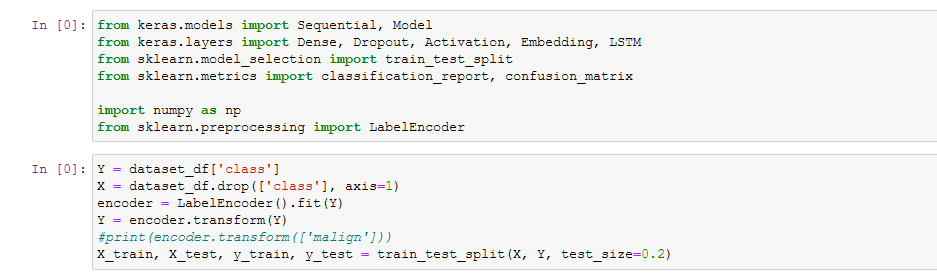 In [0]: from keras.models import Sequential, Model
from keras.layers import Dense, Dropout, Activation, Embedding, LSTM
from sklearn.model_selection import train_test_split
from sklearn.metrics import classification_report, confusion_matrix
import numpy as np
from sklearn.preprocessing import LabelEncoder
In [0]: Y = dataset_df['class']
X = dataset_df.drop(['class'], axis=1)
encoder = LabelEncoder().fit(Y)
Y = encoder.transform(Y)
#print(encoder.transform(['malign']))
X_train, X_test, y_train, y_test = train_test_split(X, Y, test_size=0.2)